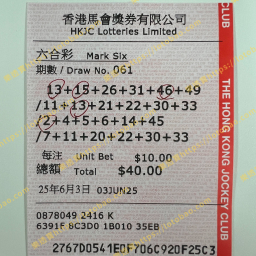 香港馬會獎券有限公司
HKJC Lotteries Limited
六合彩 Mark Six
期數 / Draw No. 061
13+15+26+31+46+49
/11+13+21+22+30+33
/2+4+5+6+14+45
/7+11+20+22+30+33
每注 Unit Bet $10.00
總額 Total $40.00
25年6月3日 03JUN25
0878049 2416 K
6391F 8C3D0 1B010 35EB
2767D0541EDF706C920F25C3
THE HONG KONG JOCKEY CLUB